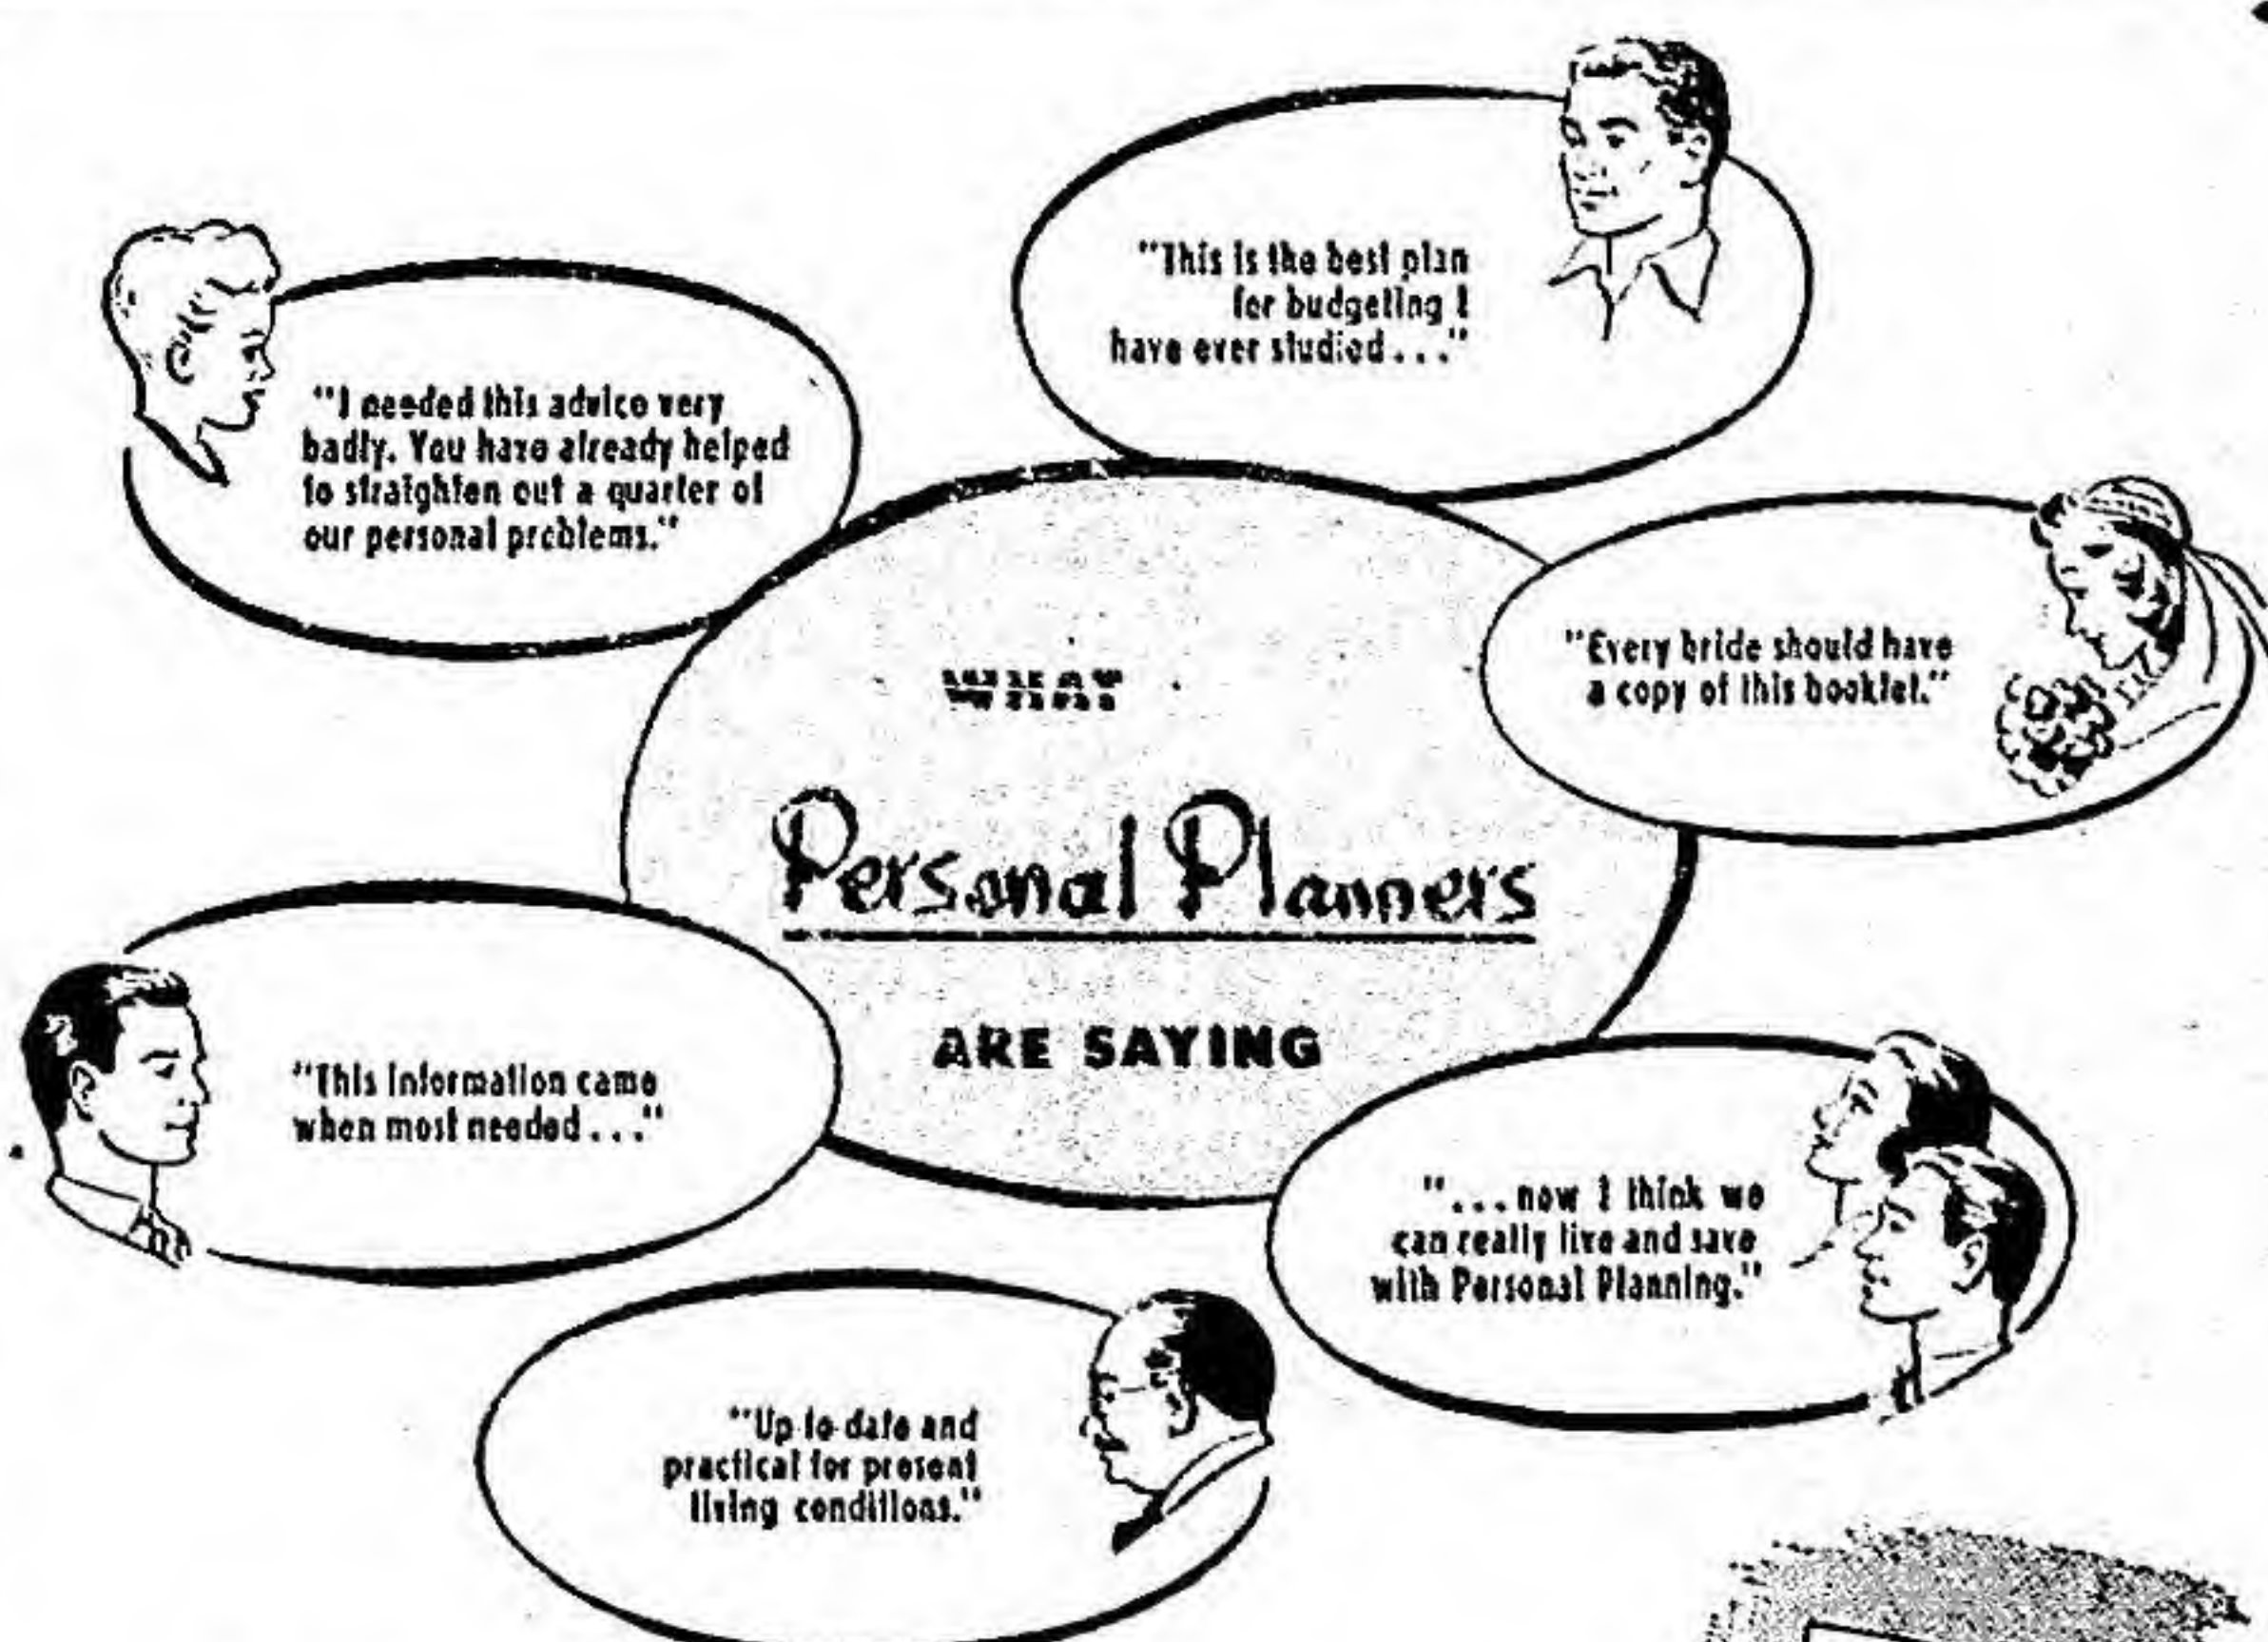 "This is the best plan
for budgeting I
have ever studied..."
"I needed this advice very
badly. You have already helped
to straighten out a quarter of
our personal problems."
"Every bride should have
a copy of this booklet."
WHAT
Personal Planners
ARE SAYING
"This information came
when most needed..."
"...now I think we
can really live and save
with Personal Planning."
"Up-to-date and
practical for present
living conditions."